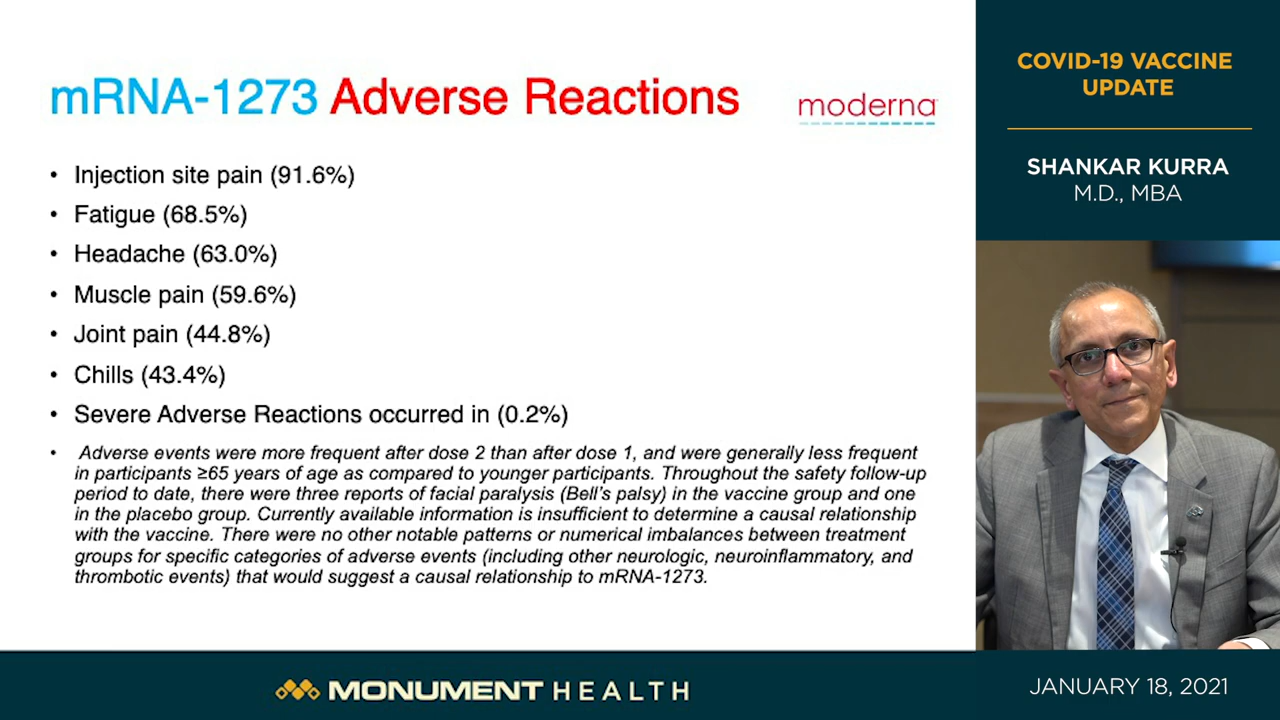 mRNA-1273 Adverse Reactions
moderna
• Injection site pain (91.6%)
• Fatigue (68.5%)
• Headache (63.0%)
• Muscle pain (59.6%)
• Joint pain (44.8%)
• Chills (43.4%)
• Severe Adverse Reactions occurred in (0.2%)
• Adverse events were more frequent after dose 2 than after dose 1, and were generally less frequent
in participants ≥65 years of age as compared to younger participants. Throughout the safety follow-up
period to date, there were three reports of facial paralysis (Bell's palsy) in the vaccine group and one
in the placebo group. Currently available information is insufficient to determine a causal relationship
with the vaccine. There were no other notable patterns or numerical imbalances between treatment
groups for specific categories of adverse events (including other neurologic, neuroinflammatory, and
thrombotic events) that would suggest a causal relationship to mRNA-1273.
COVID-19 VACCINE
UPDATE
SHANKAR KURRA
M.D., MBA
MONUMENT HEALTH
JANUARY 18, 2021